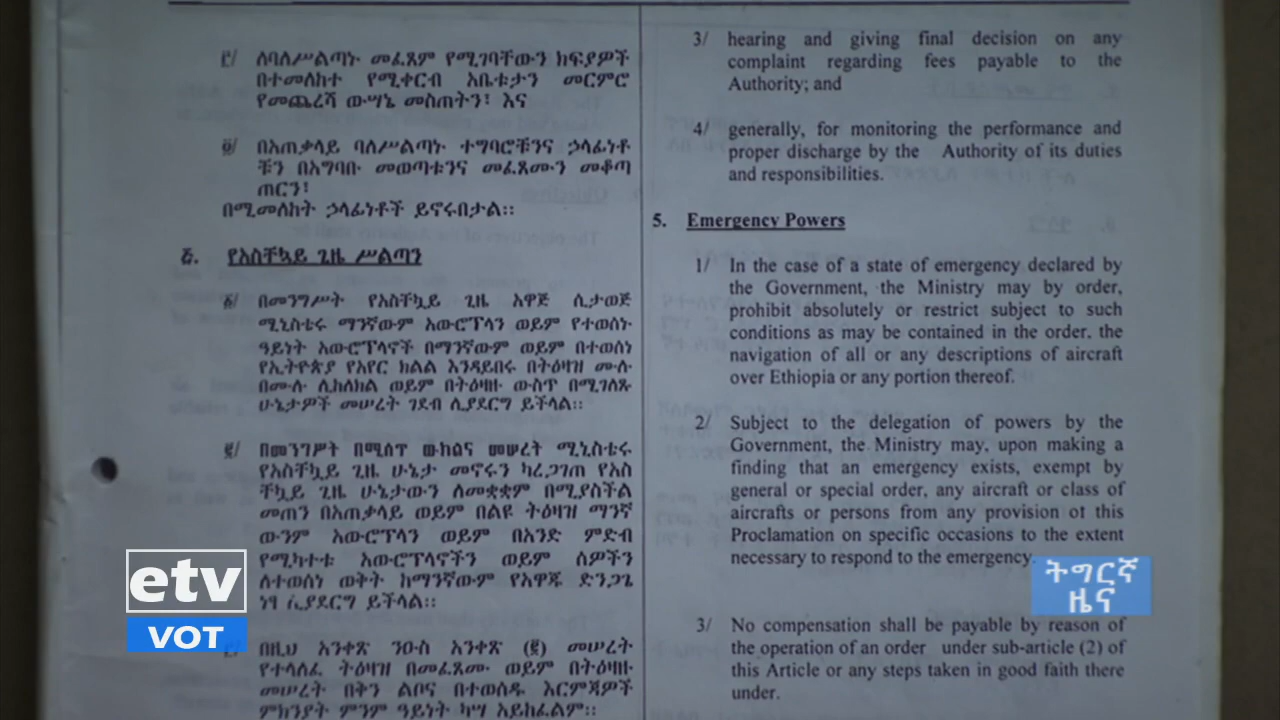 ፫/ ለባለሥልጣኑ መፈጸም የሚገባቸውን ክፍያዎች
በተመለከተ የሚቀርብ አቤቱታን መርምሮ
የመጨረሻ ውሣኔ መስጠትን፣ እና
፬/ በአጠቃላይ ባለሥልጣኑ ተግባሮቹንና ኃላፊነቶ
ቹን በአግባቡ መወጣቱንና መፈጸሙን መቆጣ
ጠርን፣
በሚመለከት ኃላፊነቶች ይኖሩበታል።
፭. የአስቸኳይ ጊዜ ሥልጣን
፩/ በመንግሥት የአስቸኳይ ጊዜ አዋጅ ሲታወጅ
ሚኒስቴሩ ማንኛውም አውሮፕላን ወይም የተወሰኑ
ዓይነት አውሮፕላኖች በማንኛውም ወይም በተወሰነ
የኢትዮጵያ የአየር ክልል እንዳይበሩ በትዕዛዝ ሙሉ
በሙሉ ሊከለክል ወይም በትዕዛዙ ውስጥ በሚገለጹ
ሁኔታዎች መሠረት ገደብ ሊያደርግ ይችላል።
፪/ በመንግሥት በሚሰጥ ውክልና መሠረት ሚኒስቴሩ
የአስቸኳይ ጊዜ ሁኔታ መኖሩን ካረጋገጠ የአስ
ቸኳይ ጊዜ ሁኔታውን ለመቋቋም በሚያስችል
መጠን በአጠቃላይ ወይም በልዩ ትዕዛዝ ማንኛ
ውንም አውሮፕላን ወይም በአንድ ምድብ
የሚካተቱ አውሮፕላኖችን ወይም ሰዎችን
ለተወሰነ ወቅት ከማንኛውም የአዋጁ ድንጋጌ
ነፃ ሊያደርግ ይችላል።
፫/ በዚህ አንቀጽ ንዑስ አንቀጽ (፪) መሠረት
የተላለፈ ትዕዛዝ በመፈጸሙ ወይም በትዕዛዙ
መሠረት በቅን ልቦና በተወሰዱ እርምጃዎች
ምክንያት ምንም ዓይነት ካሣ አይከፈልም።
3/ hearing and giving final decision on any
complaint regarding fees payable to the
Authority; and
4/ generally, for monitoring the performance and
proper discharge by the Authority of its duties
and responsibilities.
5. Emergency Powers
1/ In the case of a state of emergency declared by
the Government, the Ministry may by order,
prohibit absolutely or restrict subject to such
conditions as may be contained in the order, the
navigation of all or any descriptions of aircraft
over Ethiopia or any portion thereof.
2/ Subject to the delegation of powers by the
Government, the Ministry may, upon making a
finding that an emergency exists, exempt by
general or special order, any aircraft or class of
aircrafts or persons from any provision of this
Proclamation on specific occasions to the extent
necessary to respond to the emergency.
3/ No compensation shall be payable by reason of
the operation of an order under sub-article (2) of
this Article or any steps taken in good faith there
under.
etv
VOT
ትግርኛ
ዜና